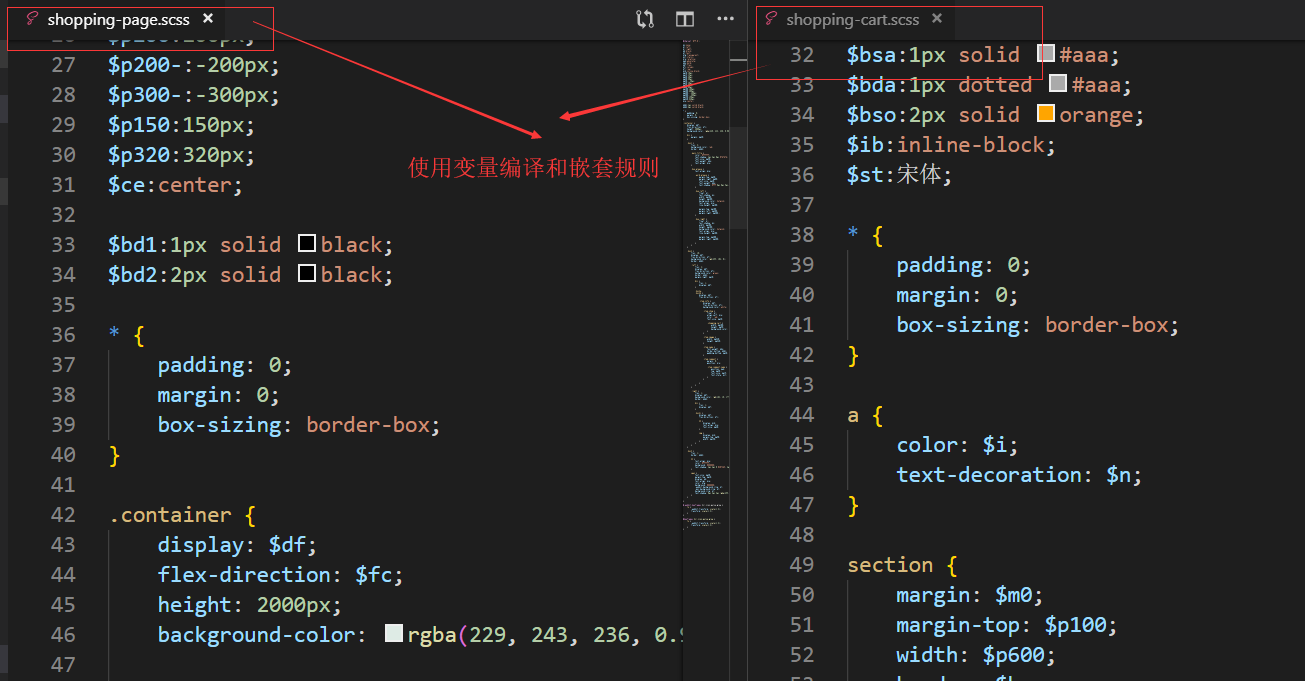 shopping-page.scss
27 $p200-:-200px;
28 $p300-:-300px;
29 $p150:150px;
30 $p320:320px;
31 $ce:center;
32
33 $bd1:1px solid black;
34 $bd2:2px solid black;
35
36 * {
37 padding: 0;
38 margin: 0;
39 box-sizing: border-box;
40 }
41
42 .container {
43 display: $df;
44 flex-direction: $fc;
45 height: 2000px;
46 background-color: rgba(229, 243, 236, 0.9
47
使用变量编译和嵌套规则
shopping-cart.scss
32 $bsa:1px solid #aaa;
33 $bda:1px dotted #aaa;
34 $bso:2px solid orange;
35 $ib:inline-block;
36 $st:宋体;
37
38 * {
39 padding: 0;
40 margin: 0;
41 box-sizing: border-box;
42 }
43
44 a {
45 color: $i;
46 text-decoration: $n;
47 }
48
49 section {
50 margin: $m0;
51 margin-top: $p100;
52 width: $p600;